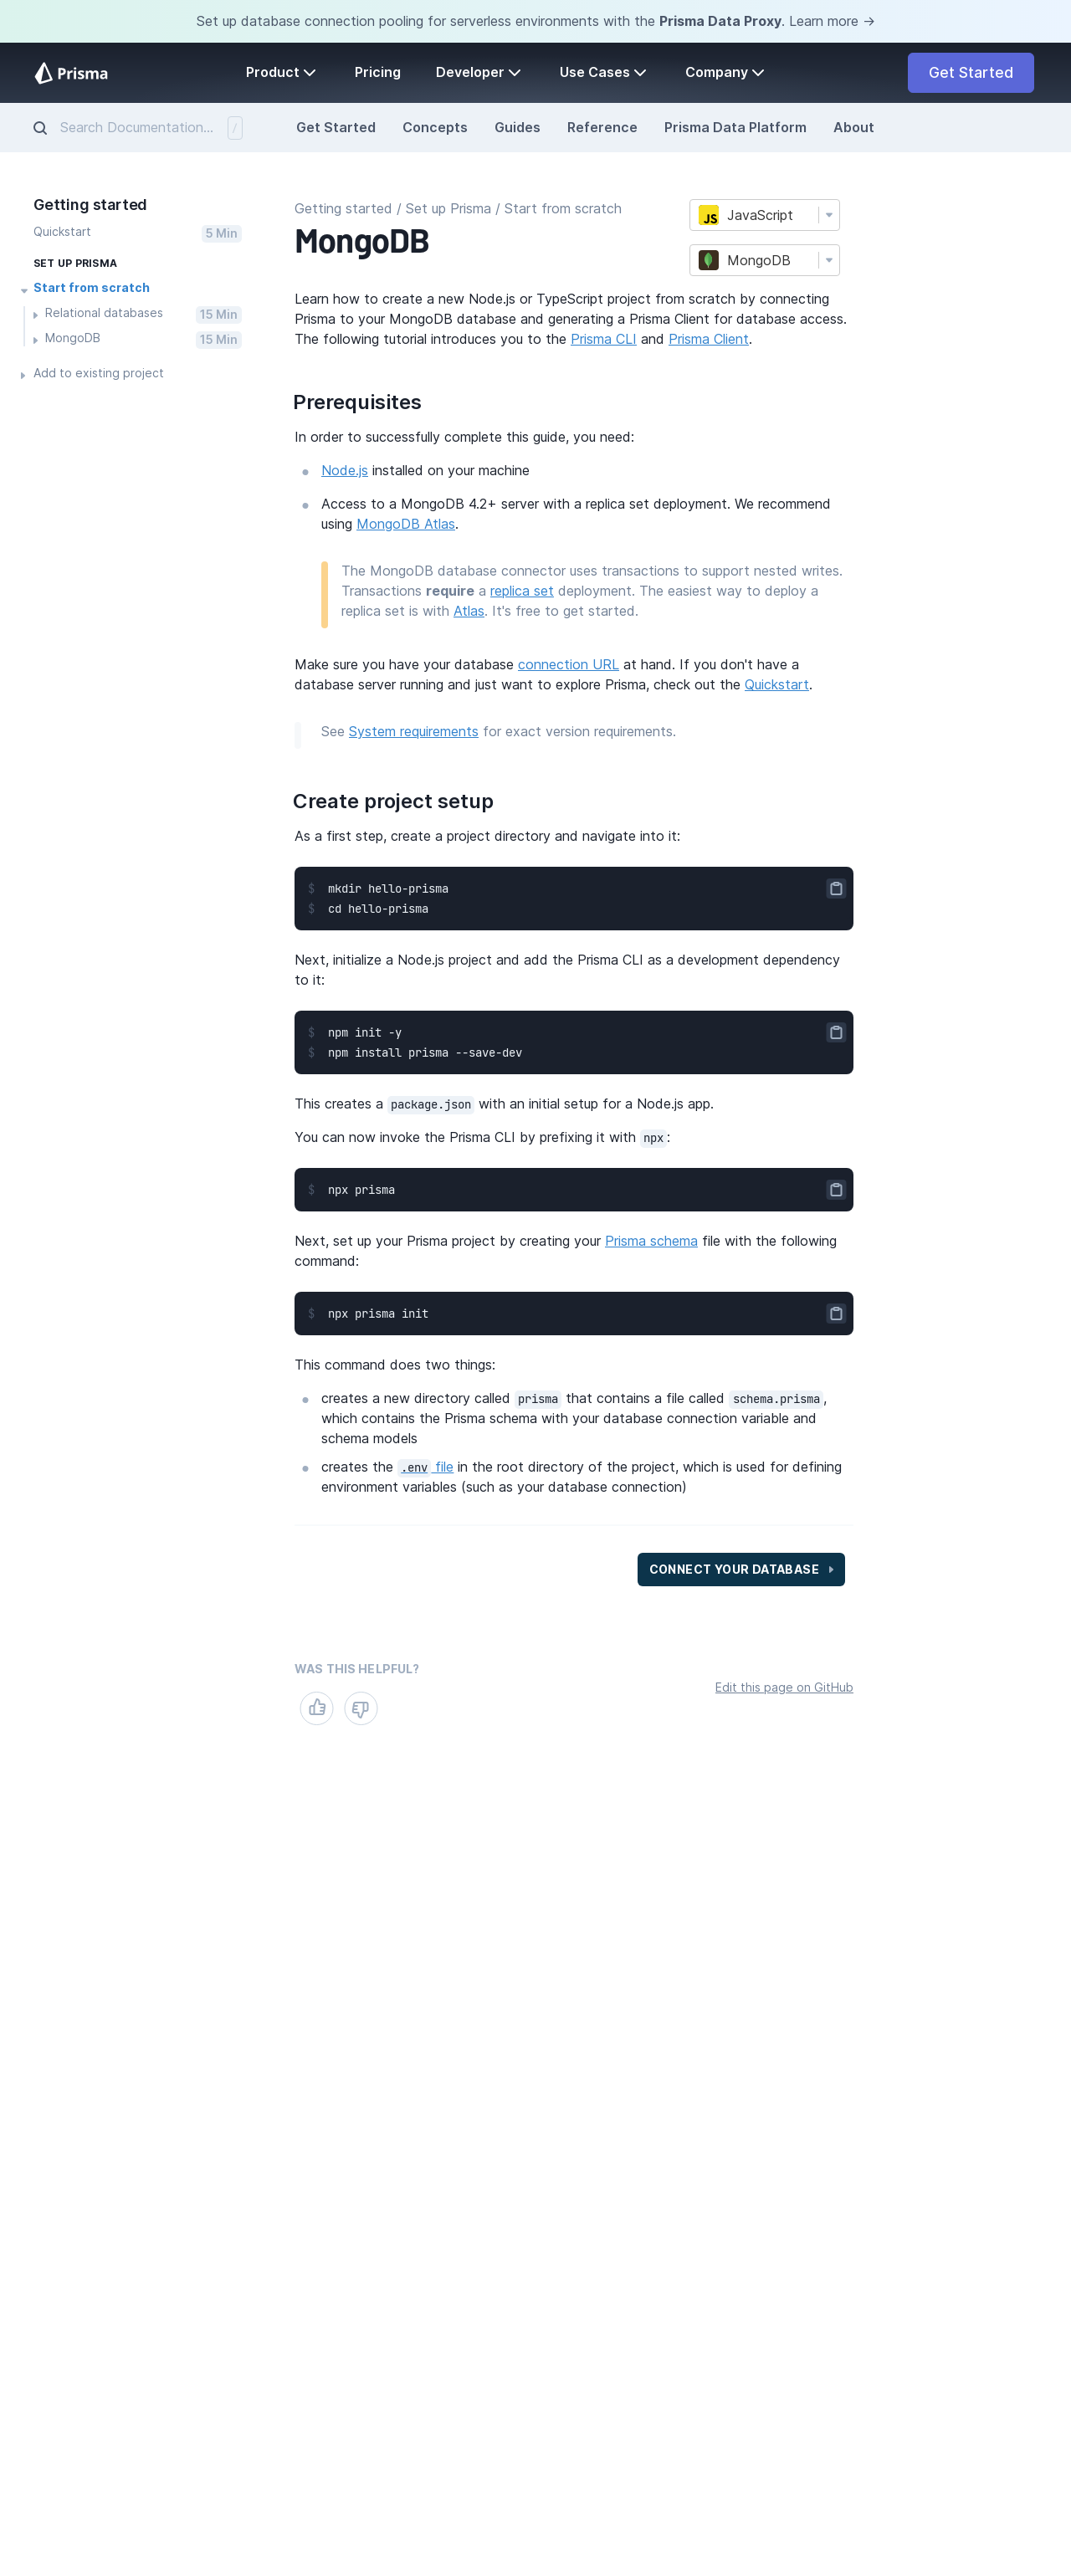 Set up database connection pooling for serverless environments with the Prisma Data Proxy. Learn more →
Prisma
Product
Pricing
Developer
Use Cases
Company
Get Started
Search Documentation...
/
Get Started
Concepts
Guides
Reference
Prisma Data Platform
About
Getting started
Quickstart
5 Min
SET UP PRISMA
Start from scratch
Relational databases
15 Min
MongoDB
15 Min
Add to existing project
Getting started / Set up Prisma / Start from scratch
MongoDB
JS JavaScript
MongoDB
Learn how to create a new Node.js or TypeScript project from scratch by connecting
Prisma to your MongoDB database and generating a Prisma Client for database access.
The following tutorial introduces you to the Prisma CLI and Prisma Client.
Prerequisites
In order to successfully complete this guide, you need:
Node.js installed on your machine
Access to a MongoDB 4.2+ server with a replica set deployment. We recommend
using MongoDB Atlas.
The MongoDB database connector uses transactions to support nested writes.
Transactions require a replica set deployment. The easiest way to deploy a
replica set is with Atlas. It's free to get started.
Make sure you have your database connection URL at hand. If you don't have a
database server running and just want to explore Prisma, check out the Quickstart.
See System requirements for exact version requirements.
Create project setup
As a first step, create a project directory and navigate into it:
$ mkdir hello-prisma
$ cd hello-prisma
Next, initialize a Node.js project and add the Prisma CLI as a development dependency
to it:
$ npm init -y
$ npm install prisma --save-dev
This creates a package.json with an initial setup for a Node.js app.
You can now invoke the Prisma CLI by prefixing it with npx:
$ npx prisma
Next, set up your Prisma project by creating your Prisma schema file with the following
command:
$ npx prisma init
This command does two things:
creates a new directory called prisma that contains a file called schema.prisma,
which contains the Prisma schema with your database connection variable and
schema models
creates the .env file in the root directory of the project, which is used for defining
environment variables (such as your database connection)
CONNECT YOUR DATABASE
WAS THIS HELPFUL?
Edit this page on GitHub